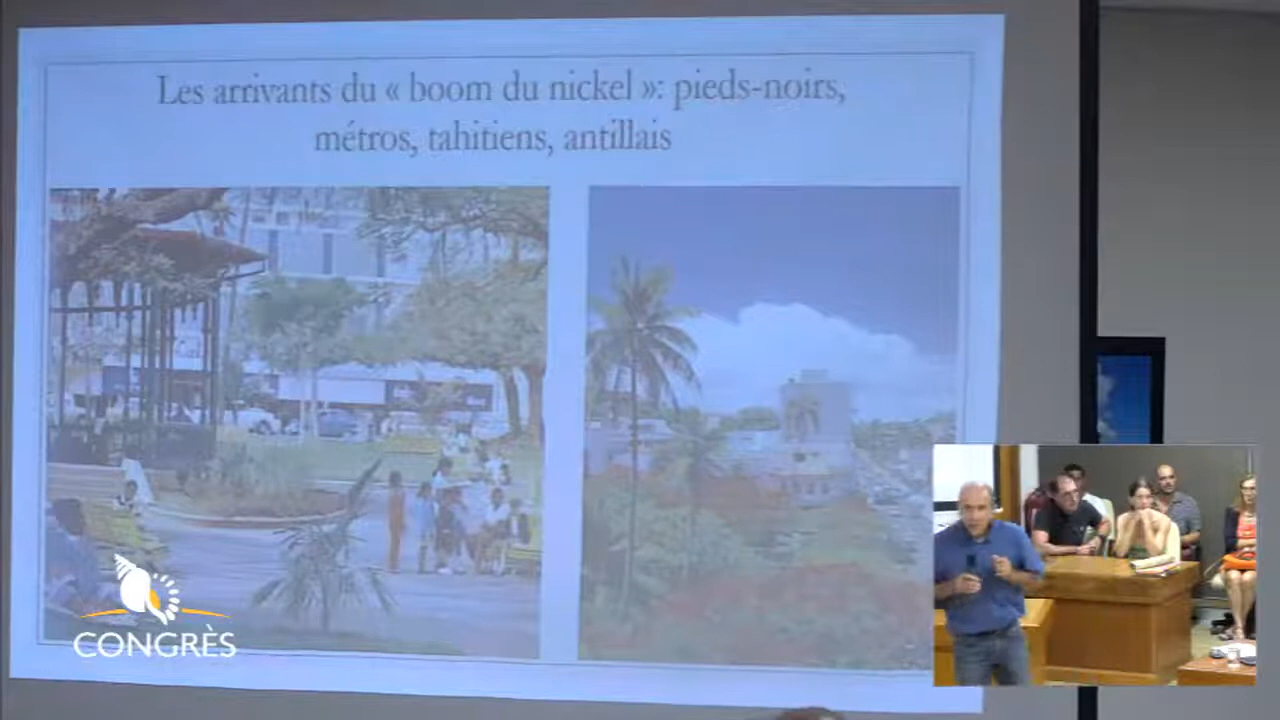 Les arrivants du « boom du nickel »: pieds-noirs,
métros, tahitiens, antillais
CONGRÈS